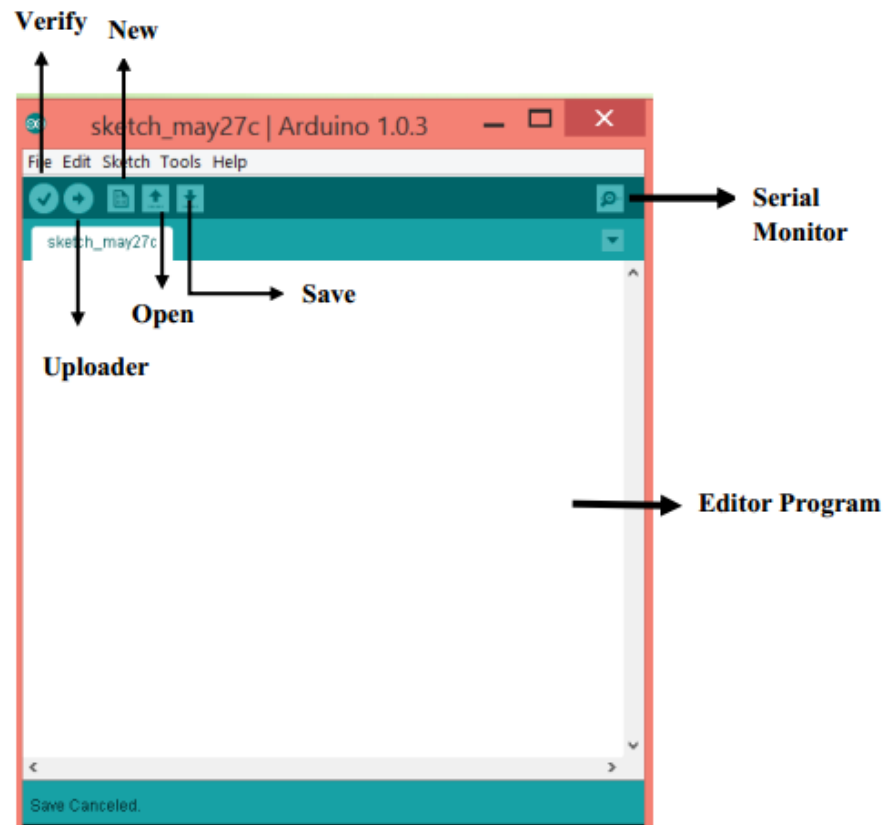 Verify
New
sketch_may27c | Arduino 1.0.3
File Edit Sketch Tools Help
Serial
Monitor
sketch_may27c
Save
Open
Uploader
Editor Program
Save Canceled.